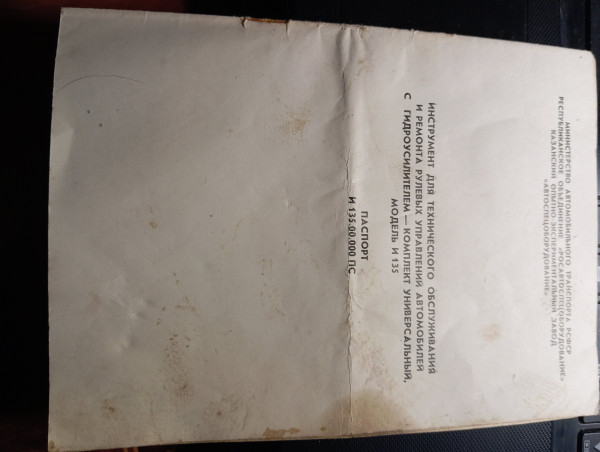 МИНИСТЕРСТВО АВТОМОБИЛЬНОГО ТРАНСПОРТА РСФСР
РЕСПУБЛИКАНСКОЕ ОБЪЕДИНЕНИЕ «РОСАВТОСПЕЦОБОРУДОВАНИЕ»
КАЗАНСКИЙ ОПЫТНО-ЭКСПЕРИМЕНТАЛЬНЫЙ ЗАВОД
«АВТОСПЕЦОБОРУДОВАНИЕ»
ИНСТРУМЕНТ ДЛЯ ТЕХНИЧЕСКОГО ОБСЛУЖИВАНИЯ
И РЕМОНТА РУЛЕВЫХ УПРАВЛЕНИЙ АВТОМОБИЛЕЙ
С ГИДРОУСИЛИТЕЛЕМ — КОМПЛЕКТ УНИВЕРСАЛЬНЫЙ,
МОДЕЛЬ И 135
ПАСПОРТ
И 135.00.000 ПС